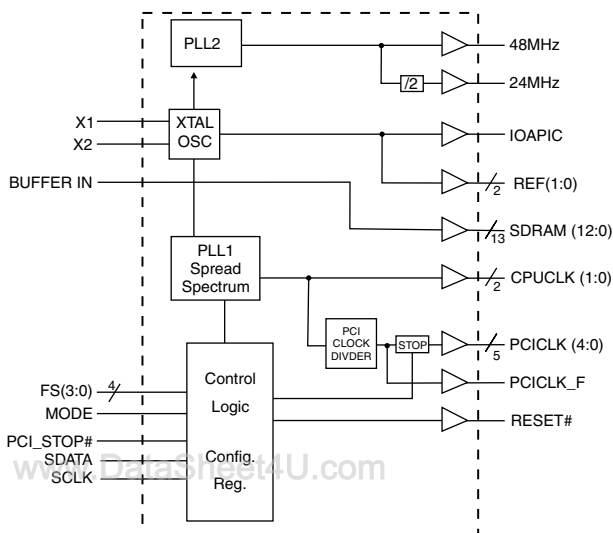 PLL2
48MHz
/2
24MHz
X1
X2
XTAL
OSC
IOAPIC
2
REF(1:0)
BUFFER IN
13
SDRAM (12:0)
PLL1
Spread
Spectrum
2
CPUCLK (1:0)
PCI
CLOCK
DIVDER
STOP
5
PCICLK (4:0)
PCICLK_F
Control
Logic
Config.
Reg.
FS(3:0)
4
MODE
PCI_STOP#
SDATA
SCLK
RESET#
www.DataSheet4U.com